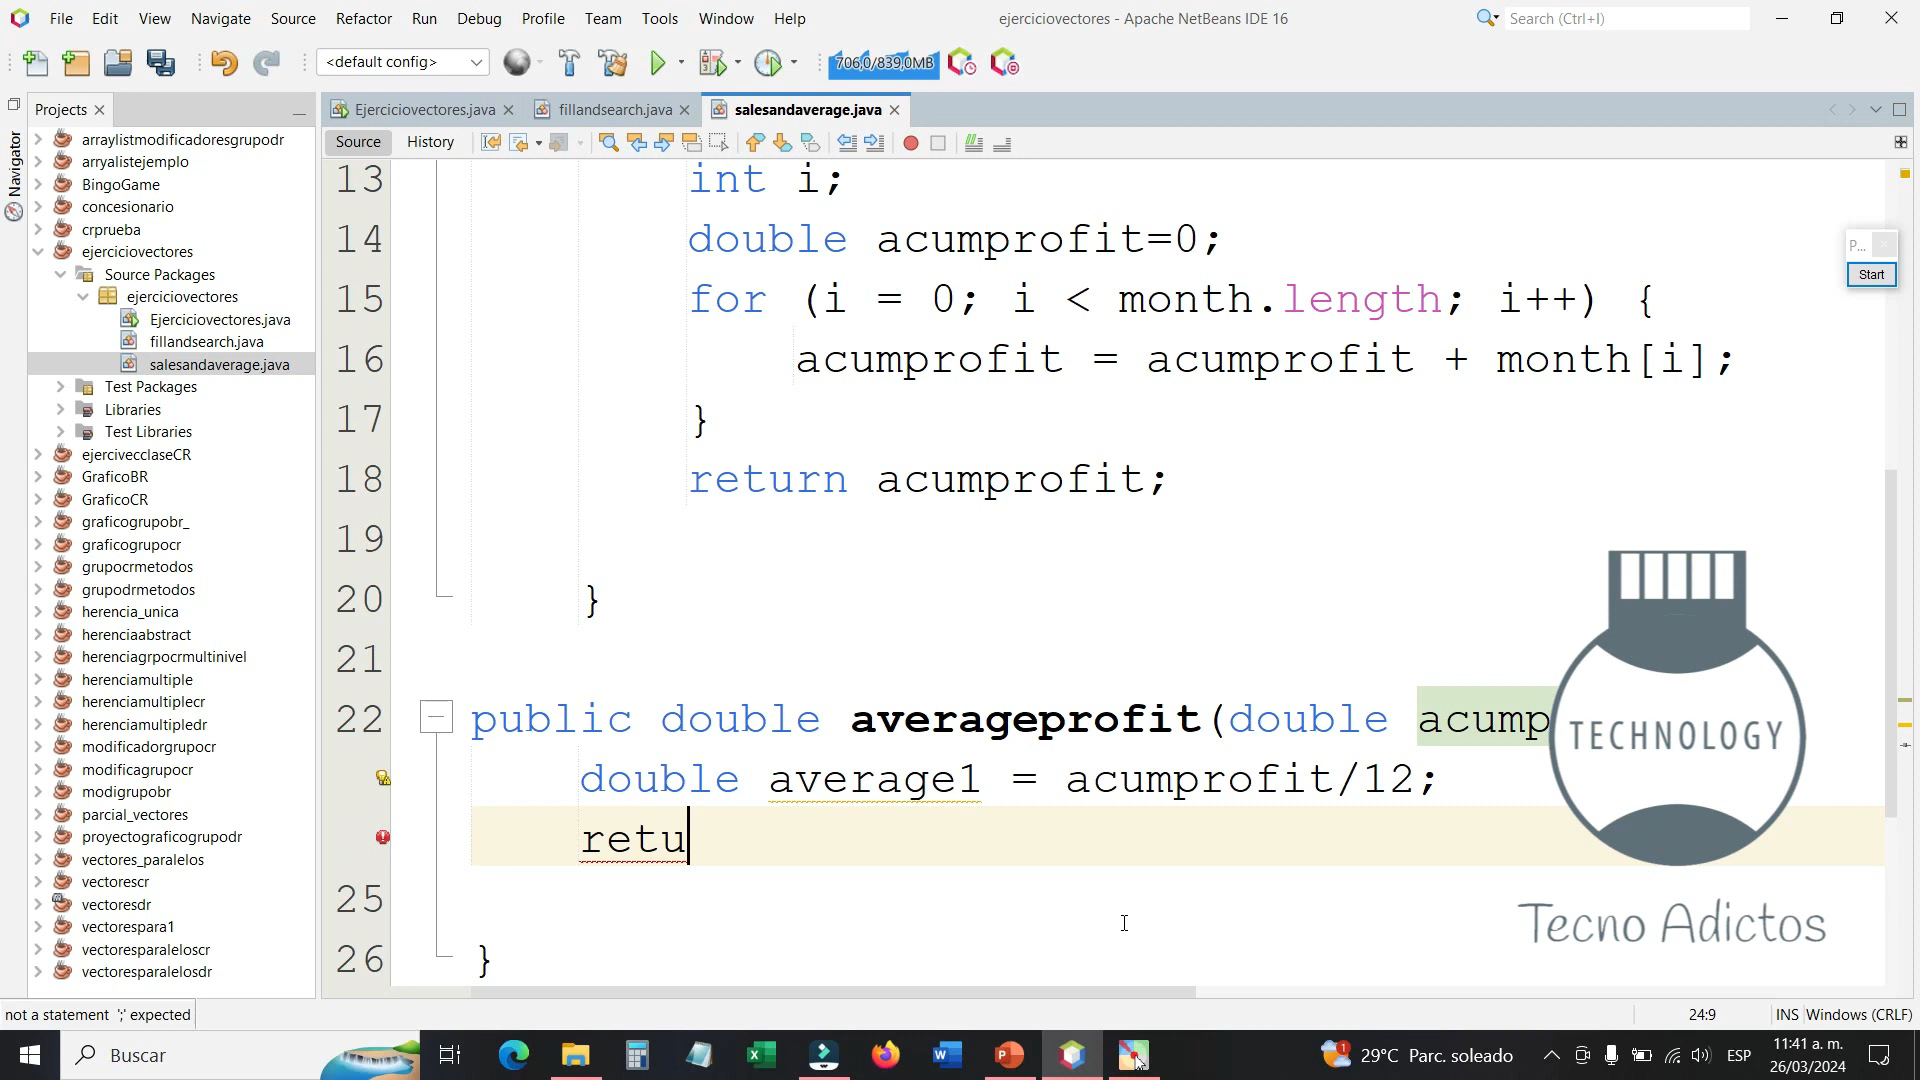 File Edit View Navigate Source Refactor Run Debug Profile Team Tools Window Help
ejerciciovectores - Apache NetBeans IDE 16
Search (Ctrl+I)
<default config>
706,0/839,0MB
Navigator
Projects
arraylistmodificadoresgrupodr
arryalistejemplo
BingoGame
concesionario
crprueba
ejerciciovectores
Source Packages
ejerciciovectores
Ejerciciovectores.java
fillandsearch.java
salesandaverage.java
Test Packages
Libraries
Test Libraries
ejercivecclaseCR
GraficoBR
GraficoCR
graficogrupobr_
graficogrupocr
grupocrmetodos
grupodrmetodos
herencia_unica
herenciaabstract
herenciagrpocrmultinivel
herenciamultiple
herenciamultiplecr
herenciamultipledr
modificadorgrupocr
modificagrupocr
modigrupobr
parcial_vectores
proyectograficogrupodr
vectores_paralelos
vectorescr
vectoresdr
vectorespara1
vectoresparaleloscr
vectoresparalelosdr
Ejerciciovectores.java
fillandsearch.java
salesandaverage.java
Source History
13 int i;
14 double acumprofit=0;
15 for (i = 0; i < month.length; i++) {
16 acumprofit = acumprofit + month[i];
17 }
18 return acumprofit;
19
20 }
21
22 public double averageprofit(double acump
double average1 = acumprofit/12;
retu
25
26 }
P...
Start
TECHNOLOGY
Tecno Adictos
not a statement ';' expected
24:9 INS Windows (CRLF)
Buscar
29°C Parc. soleado
ESP
11:41 a. m.
26/03/2024